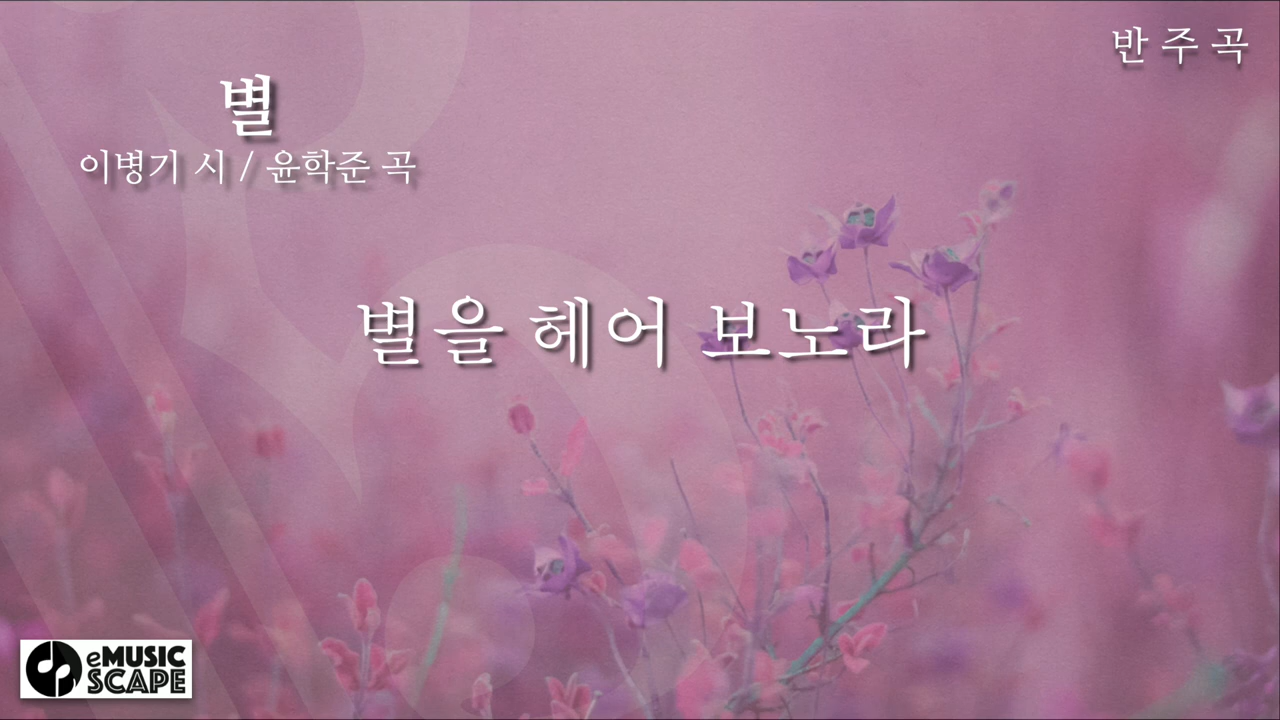 반 주 곡
별
이병기 시 / 윤학준 곡
별을 헤어 보노라
eMUSIC
SCAPE